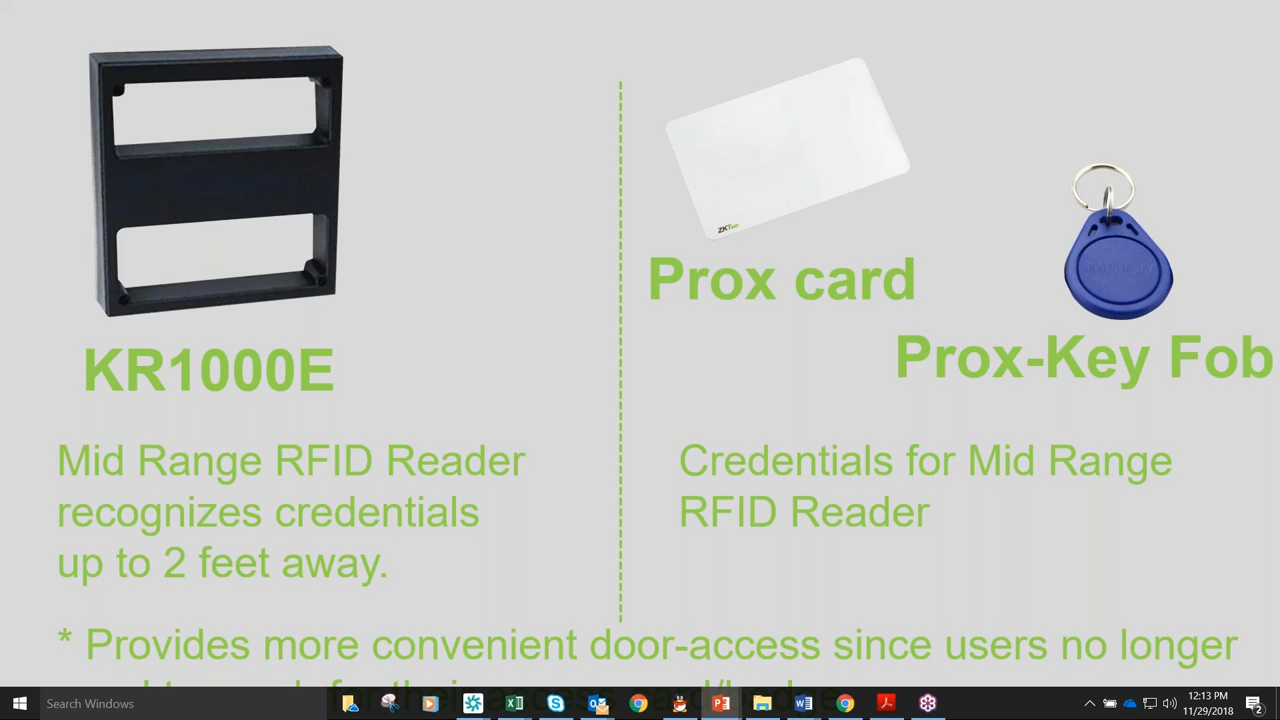 ZKTeco
Prox card
Prox-Key Fob
KR1000E
Mid Range RFID Reader
recognizes credentials
up to 2 feet away.
Credentials for Mid Range
RFID Reader
* Provides more convenient door-access since users no longer
Search Windows
12:13 PM
11/29/2018
2